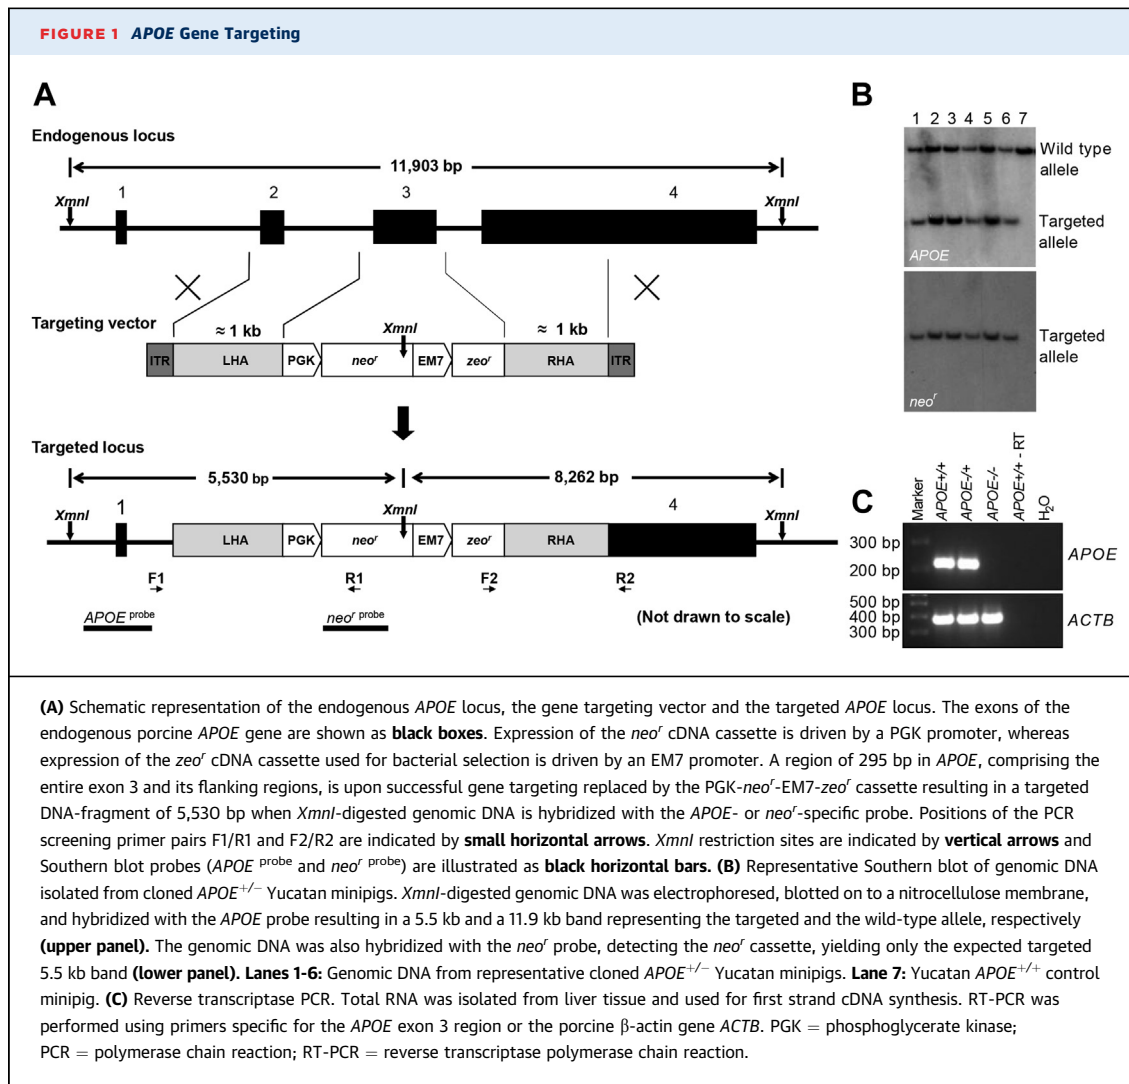 FIGURE 1 APOE Gene Targeting
A
Endogenous locus
11,903 bp
XmnI
1
2
3
4
XmnI
Targeting vector
≈ 1 kb
XmnI
≈ 1 kb
ITR
LHA
PGK
neoʳ
EM7
zeoʳ
RHA
ITR
Targeted locus
5,530 bp
8,262 bp
XmnI
1
XmnI
4
XmnI
LHA
PGK
neoʳ
EM7
zeoʳ
RHA
F1
R1
F2
R2
APOE probe
neoʳ probe
(Not drawn to scale)
B
1 2 3 4 5 6 7
Wild type
allele
Targeted
allele
APOE
Targeted
allele
neoʳ
C
Marker
APOE+/+
APOE-/+
APOE-/-
APOE+/+ - RT
H₂O
300 bp
200 bp
APOE
500 bp
400 bp
300 bp
ACTB
(A) Schematic representation of the endogenous APOE locus, the gene targeting vector and the targeted APOE locus. The exons of the
endogenous porcine APOE gene are shown as black boxes. Expression of the neoʳ cDNA cassette is driven by a PGK promoter, whereas
expression of the zeoʳ cDNA cassette used for bacterial selection is driven by an EM7 promoter. A region of 295 bp in APOE, comprising the
entire exon 3 and its flanking regions, is upon successful gene targeting replaced by the PGK-neoʳ-EM7-zeoʳ cassette resulting in a targeted
DNA-fragment of 5,530 bp when XmnI-digested genomic DNA is hybridized with the APOE- or neoʳ-specific probe. Positions of the PCR
screening primer pairs F1/R1 and F2/R2 are indicated by small horizontal arrows. XmnI restriction sites are indicated by vertical arrows and
Southern blot probes (APOE probe and neoʳ probe) are illustrated as black horizontal bars. (B) Representative Southern blot of genomic DNA
isolated from cloned APOE⁺/⁻ Yucatan minipigs. XmnI-digested genomic DNA was electrophoresed, blotted on to a nitrocellulose membrane,
and hybridized with the APOE probe resulting in a 5.5 kb and a 11.9 kb band representing the targeted and the wild-type allele, respectively
(upper panel). The genomic DNA was also hybridized with the neoʳ probe, detecting the neoʳ cassette, yielding only the expected targeted
5.5 kb band (lower panel). Lanes 1-6: Genomic DNA from representative cloned APOE⁺/⁻ Yucatan minipigs. Lane 7: Yucatan APOE⁺/⁺ control
minipig. (C) Reverse transcriptase PCR. Total RNA was isolated from liver tissue and used for first strand cDNA synthesis. RT-PCR was
performed using primers specific for the APOE exon 3 region or the porcine β-actin gene ACTB. PGK = phosphoglycerate kinase;
PCR = polymerase chain reaction; RT-PCR = reverse transcriptase polymerase chain reaction.